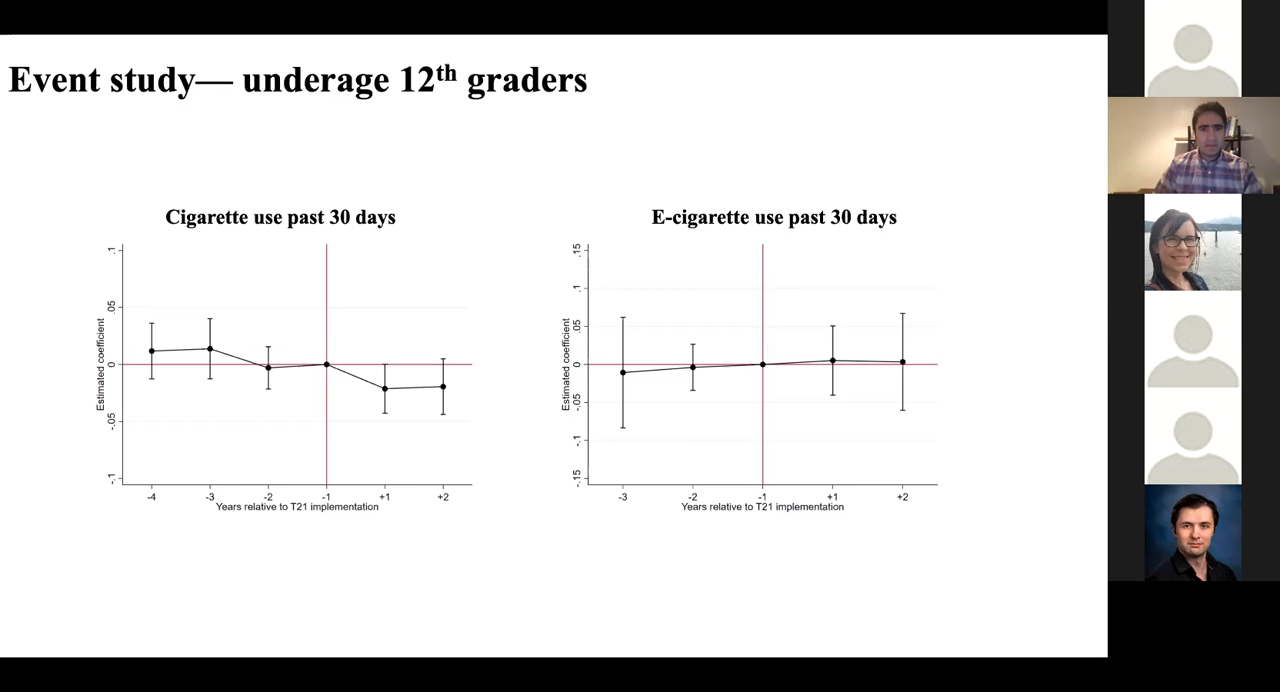 Event study— underage 12th graders
Cigarette use past 30 days
E-cigarette use past 30 days
.1
.05
0
-.05
-.1
Estimated coefficient
-4 -3 -2 -1 +1 +2
Years relative to T21 implementation
.15
.1
.05
0
-.05
-.1
-.15
Estimated coefficient
-3 -2 -1 +1 +2
Years relative to T21 implementation